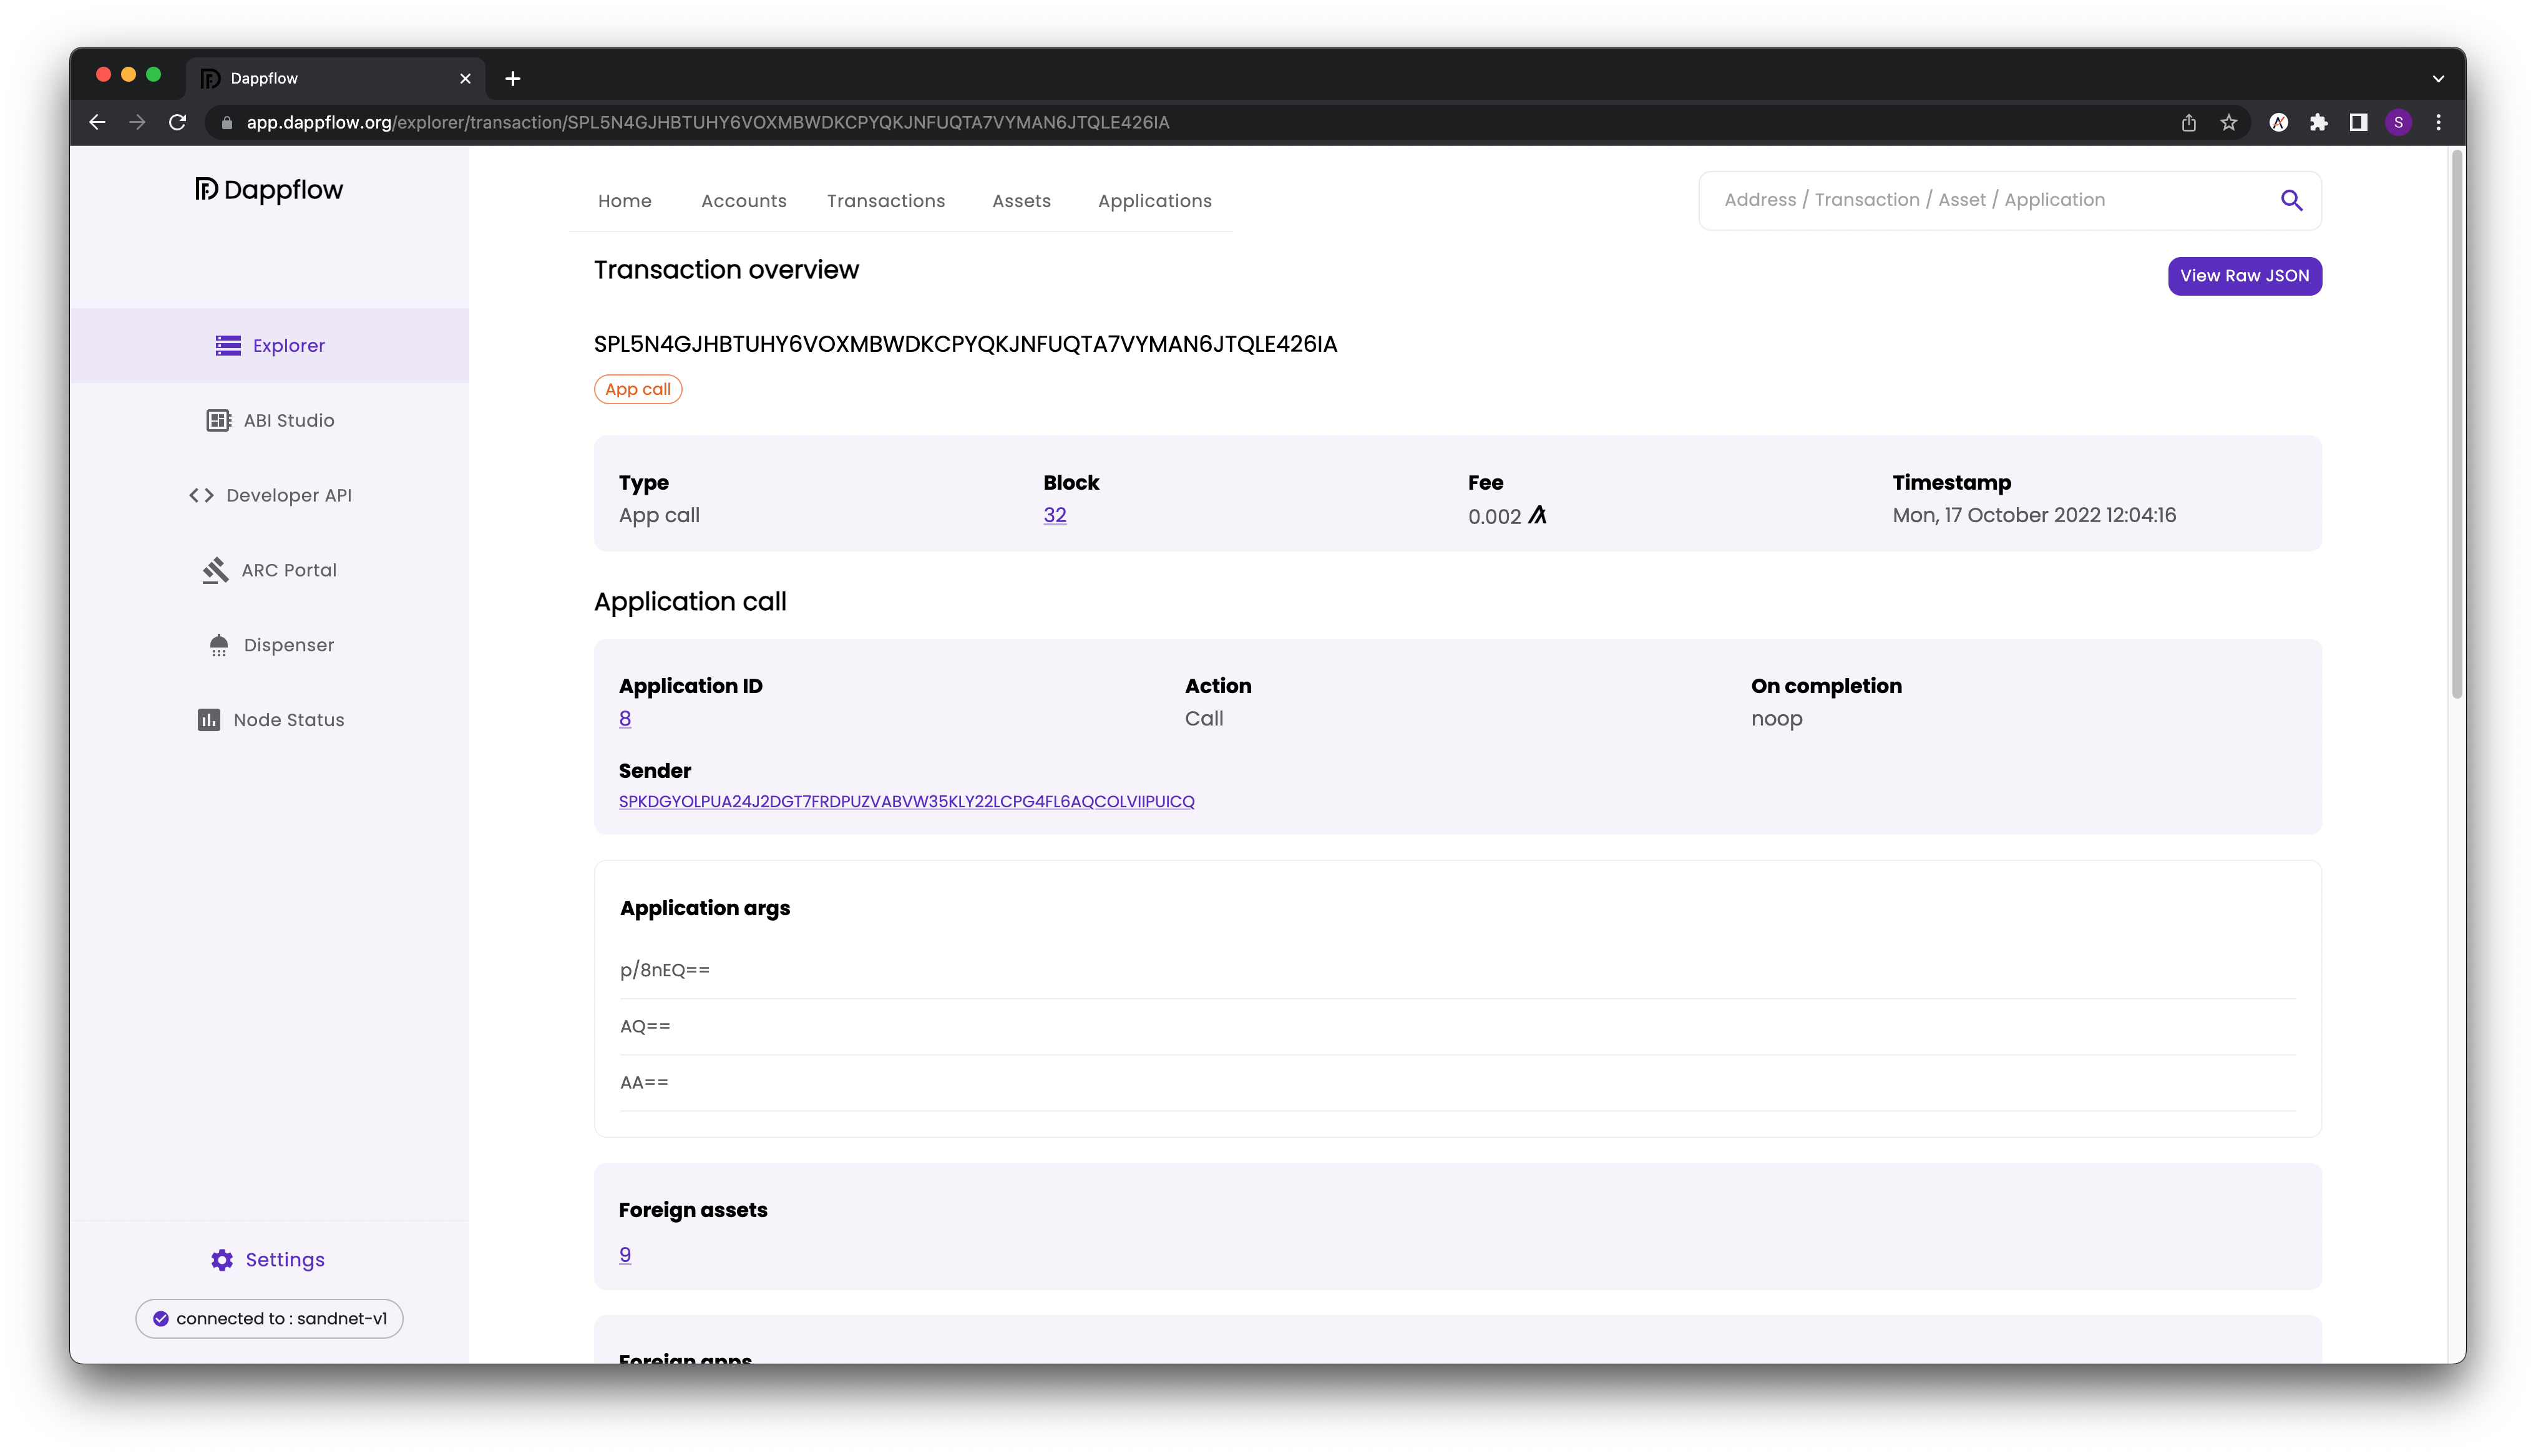 Dappflow
app.dappflow.org/explorer/transaction/SPL5N4GJHBTUHY6VOXMBWDKCPYQKJNFUQTA7VYMAN6JTQLE426IA
S
Dappflow
Home Accounts Transactions Assets Applications
Address / Transaction / Asset / Application
Transaction overview
View Raw JSON
SPL5N4GJHBTUHY6VOXMBWDKCPYQKJNFUQTA7VYMAN6JTQLE426IA
App call
Explorer
ABI Studio
Developer API
ARC Portal
Dispenser
Node Status
Type Block Fee Timestamp
App call 32 0.002 Mon, 17 October 2022 12:04:16
Application call
Application ID Action On completion
8 Call noop
Sender
SPKDGYOLPUA24J2DGT7FRDPUZVABVW35KLY22LCPG4FL6AQCOLVIIPUICQ
Application args
p/8nEQ==
AQ==
AA==
Foreign assets
9
Foreign apps
Settings
connected to : sandnet-v1